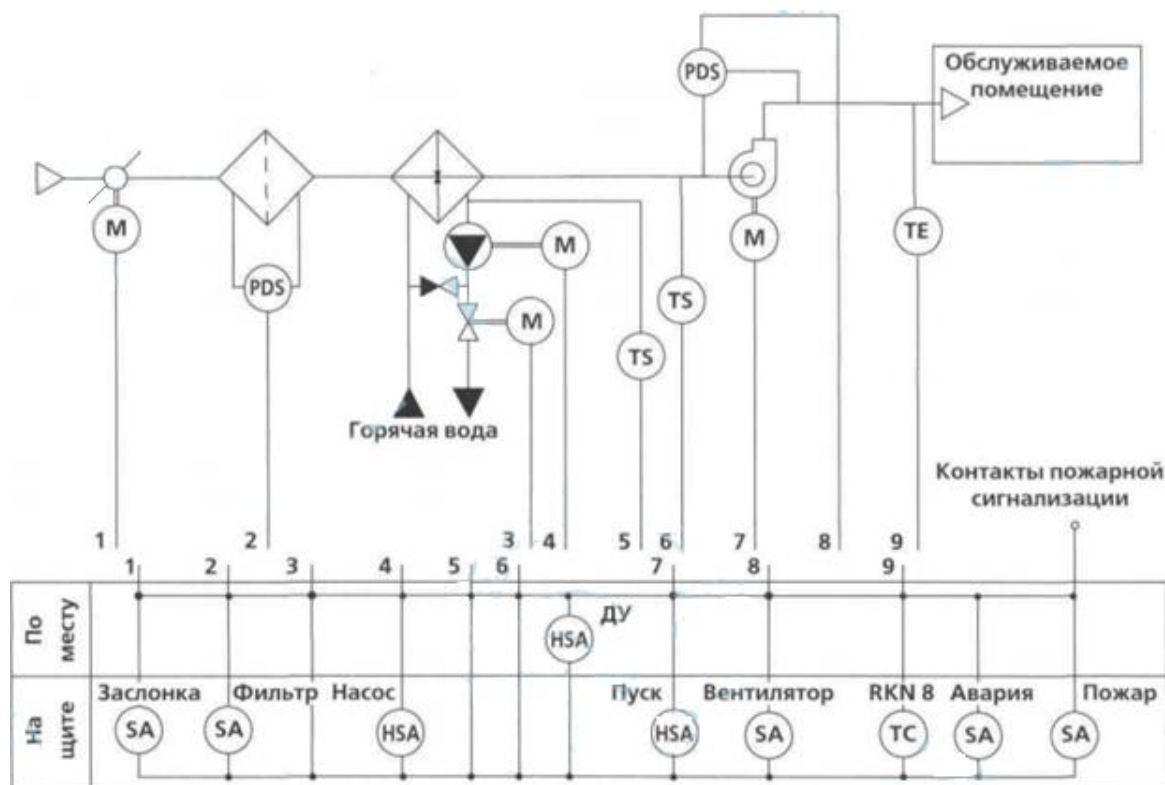 PDS
Обслуживаемое
помещение
M
PDS
M
M
TS
TS
M
TE
Горячая вода
Контакты пожарной
сигнализации
1 2 3 4 5 6 7 8 9
1 2 3 4 5 6 7 8 9
По
месту
ДУ
HSA
На
щите
Заслонка Фильтр Насос Пуск Вентилятор RKN 8 Авария Пожар
SA SA HSA HSA SA TC SA SA